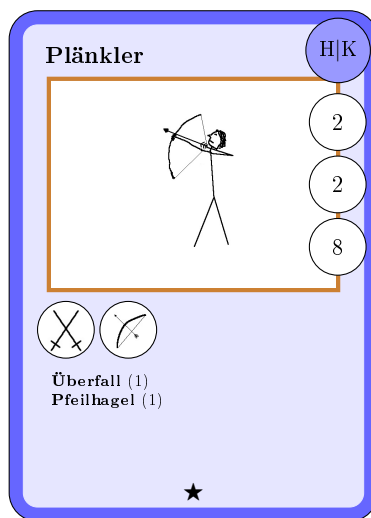 Plänkler
H|K
2
2
8
Überfall (1)
Pfeilhagel (1)
★